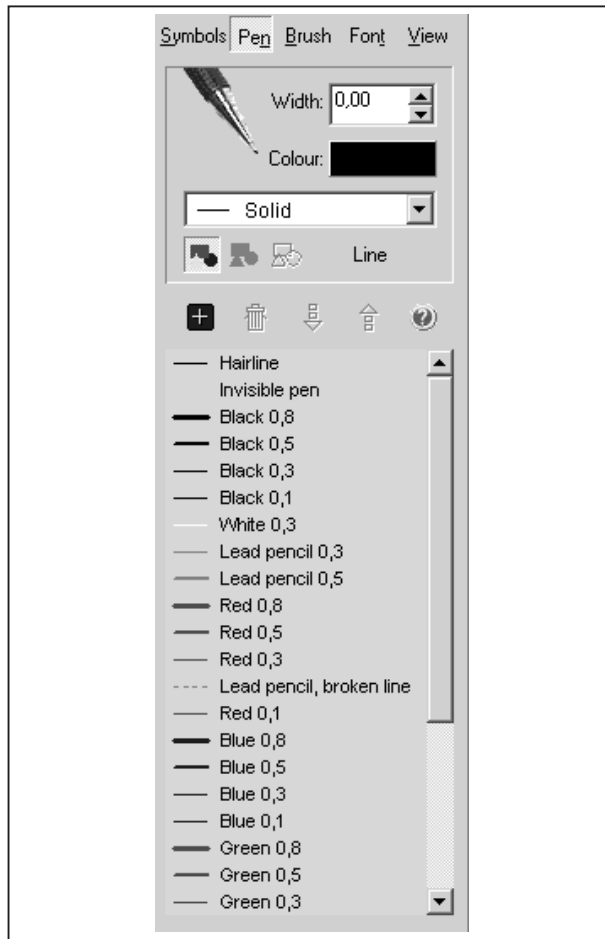 Symbols Pen Brush Font View
Width: 0,00
Colour:
Solid
Line
Hairline
Invisible pen
Black 0,8
Black 0,5
Black 0,3
Black 0,1
White 0,3
Lead pencil 0,3
Lead pencil 0,5
Red 0,8
Red 0,5
Red 0,3
Lead pencil, broken line
Red 0,1
Blue 0,8
Blue 0,5
Blue 0,3
Blue 0,1
Green 0,8
Green 0,5
Green 0,3